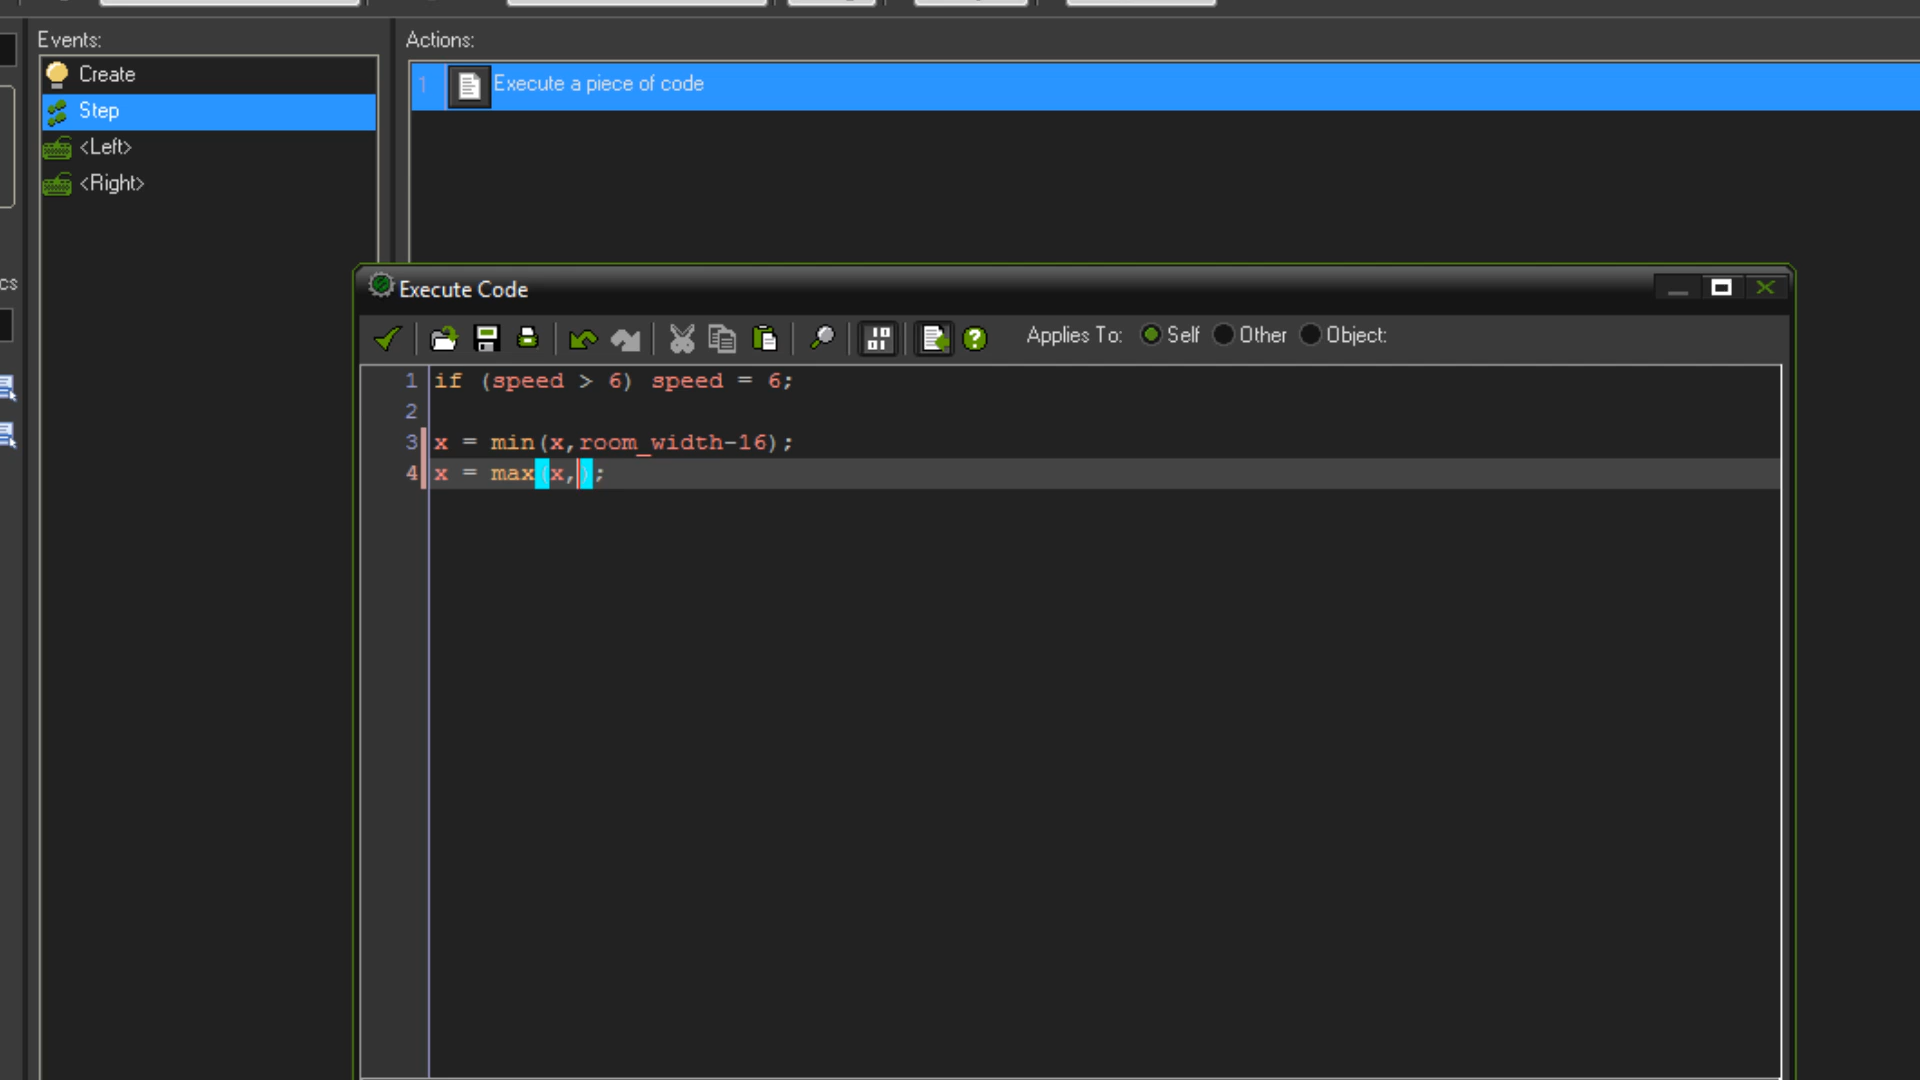 Events:
Actions:
Create
Step
<Left>
<Right>
1 Execute a piece of code
cs
Execute Code
Applies To: Self Other Object:
1 if (speed > 6) speed = 6;
2
3 x = min(x,room_width-16);
4 x = max(x,);